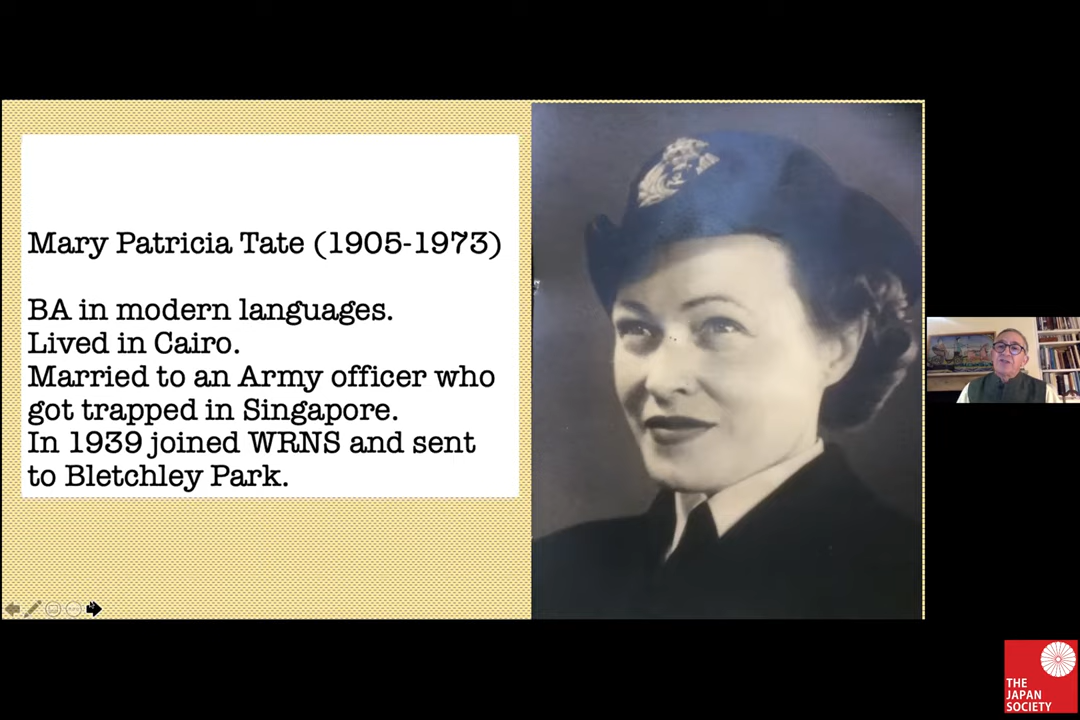 Mary Patricia Tate (1905-1973)
BA in modern languages.
Lived in Cairo.
Married to an Army officer who
got trapped in Singapore.
In 1939 joined WRNS and sent
to Bletchley Park.
THE
JAPAN
SOCIETY